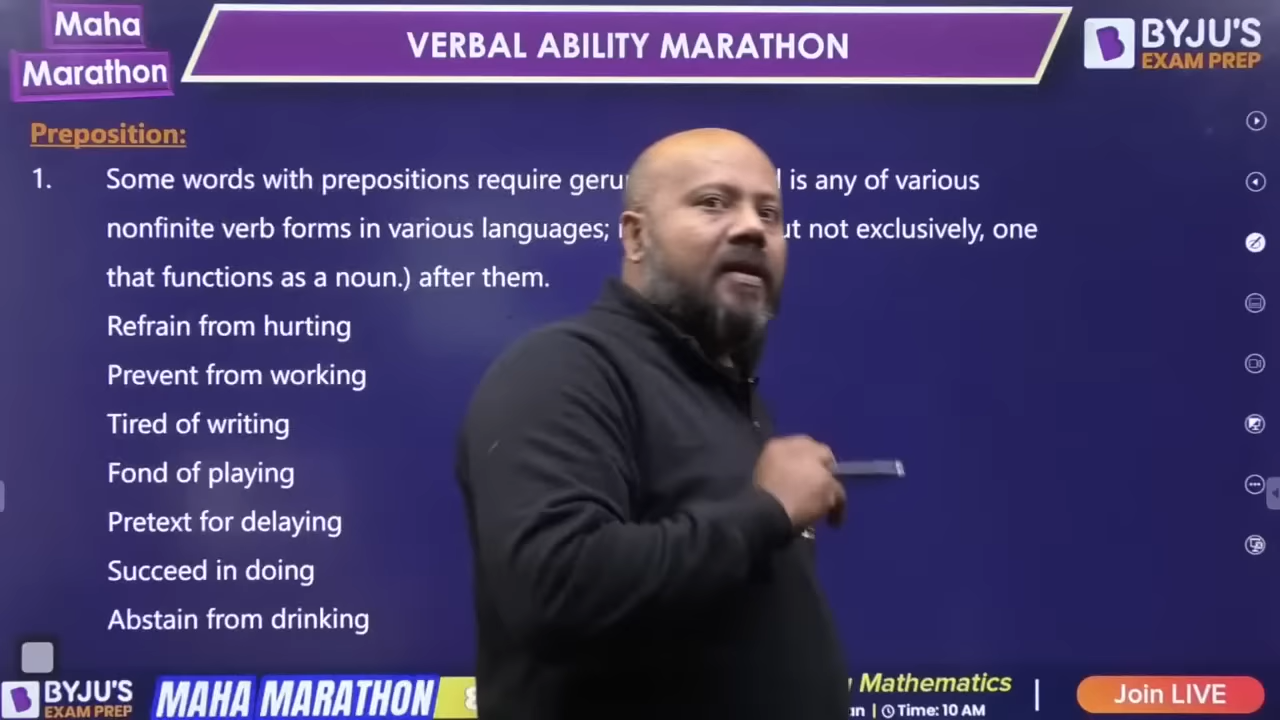 Maha
Marathon
VERBAL ABILITY MARATHON
BYJU'S
EXAM PREP
Preposition:
1. Some words with prepositions require is any of various
nonfinite verb forms in various languages; not exclusively, one
that functions as a noun.) after them.
Refrain from hurting
Prevent from working
Tired of writing
Fond of playing
Pretext for delaying
Succeed in doing
Abstain from drinking
BYJU'S
EXAM PREP
MAHA MARATHON
Mathematics
Time: 10 AM
Join LIVE